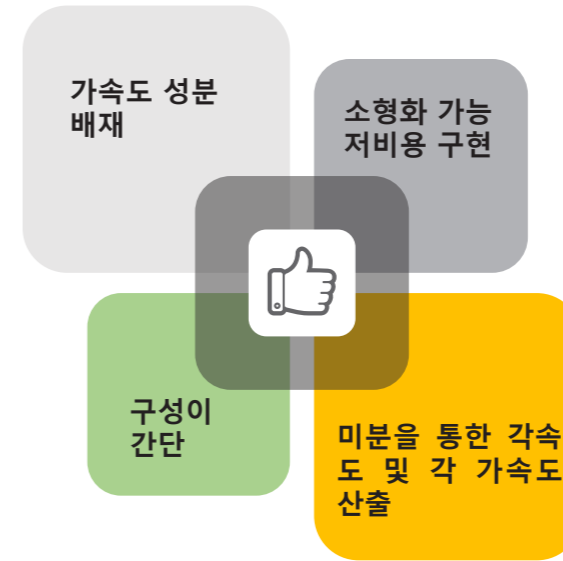 가속도 성분
배재
소형화 가능
저비용 구현
구성이
간단
미분을 통한 각속
도 및 각 가속도
산출